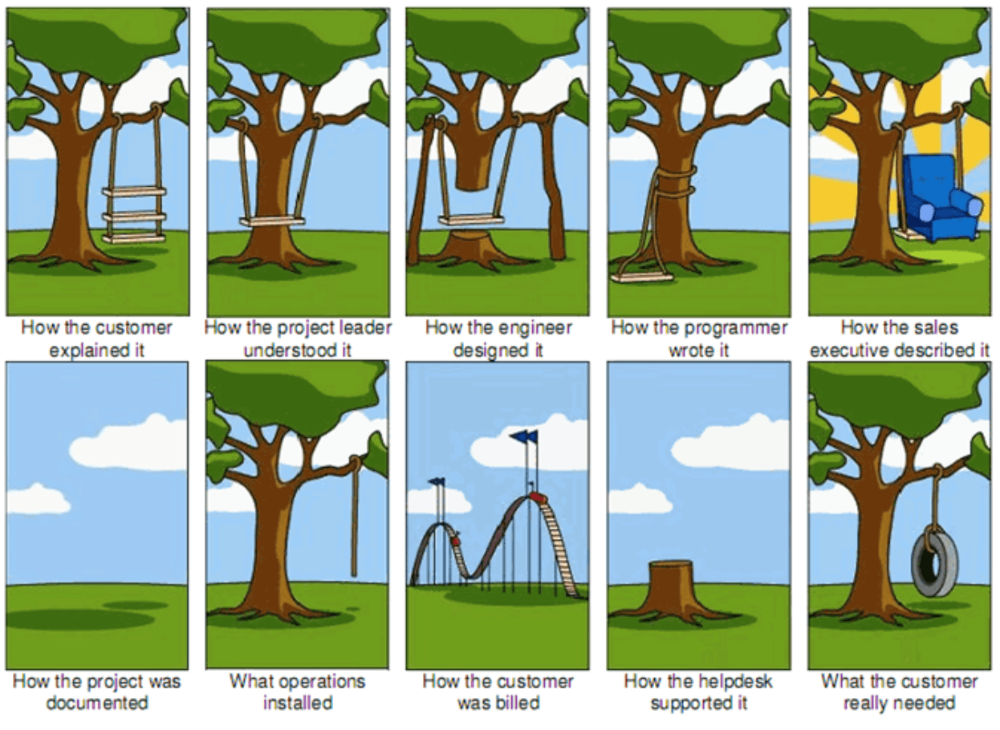 How the customer
explained it
How the project leader
understood it
How the engineer
designed it
How the programmer
wrote it
How the sales
executive described it
How the project was
documented
What operations
installed
How the customer
was billed
How the helpdesk
supported it
What the customer
really needed